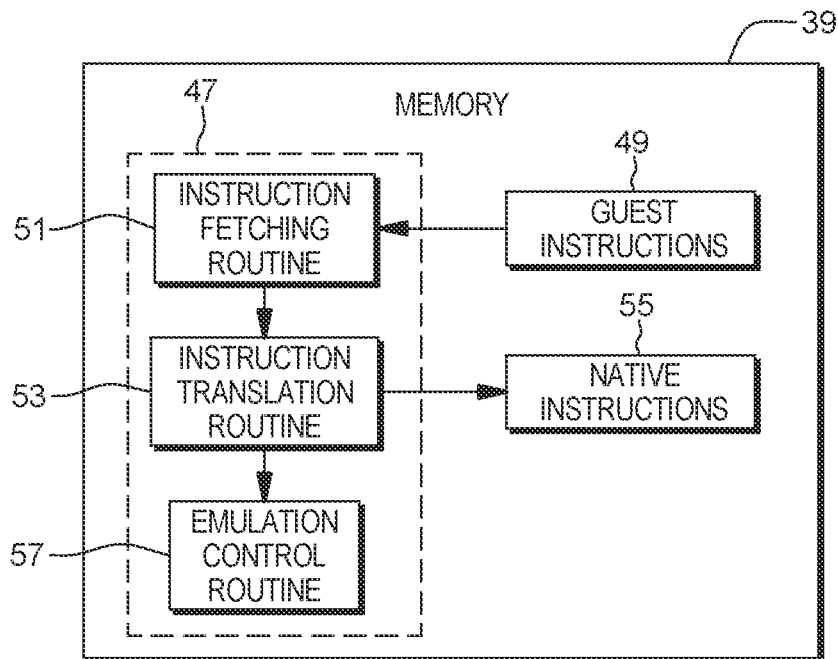 39
MEMORY
47
INSTRUCTION
FETCHING
ROUTINE
51
49
GUEST
INSTRUCTIONS
INSTRUCTION
TRANSLATION
ROUTINE
53
55
NATIVE
INSTRUCTIONS
EMULATION
CONTROL
ROUTINE
57